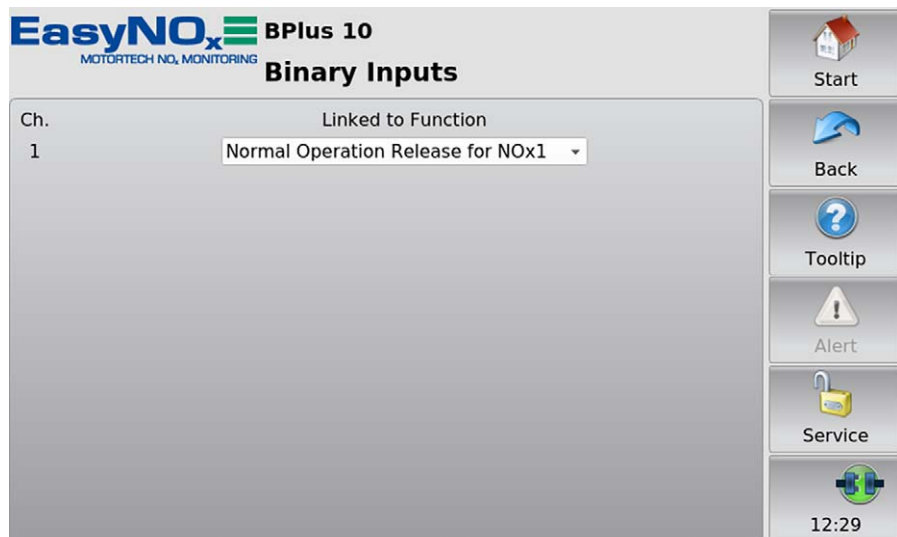 EasyNOx BPlus 10
MOTORTECH NOx MONITORING
Binary Inputs
Ch. Linked to Function
1 Normal Operation Release for NOx1
Start
Back
Tooltip
Alert
Service
12:29